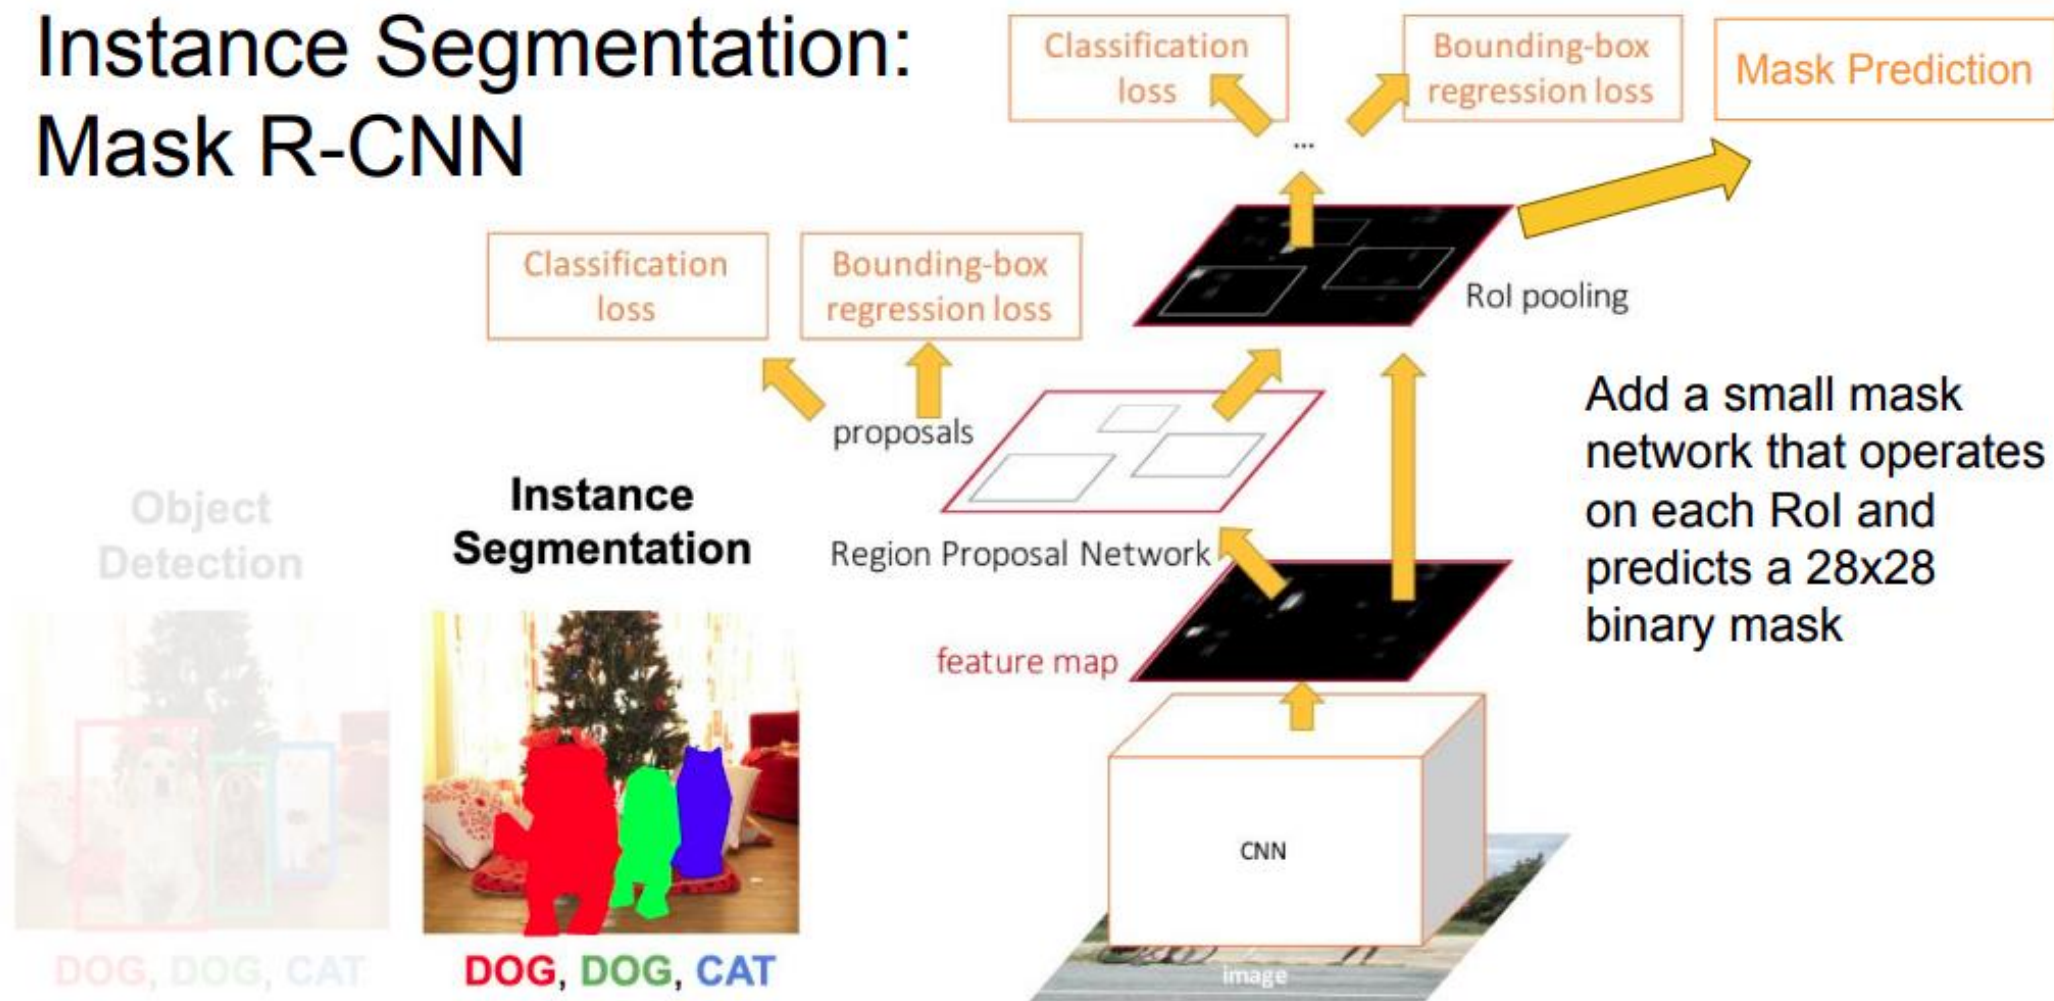 Instance Segmentation:
Mask R-CNN
Classification
loss
Bounding-box
regression loss
Mask Prediction
...
Classification
loss
Bounding-box
regression loss
RoI pooling
proposals
Add a small mask
network that operates
on each RoI and
predicts a 28x28
binary mask
Object
Detection
Instance
Segmentation
Region Proposal Network
feature map
CNN
image
DOG, DOG, CAT
DOG, DOG, CAT